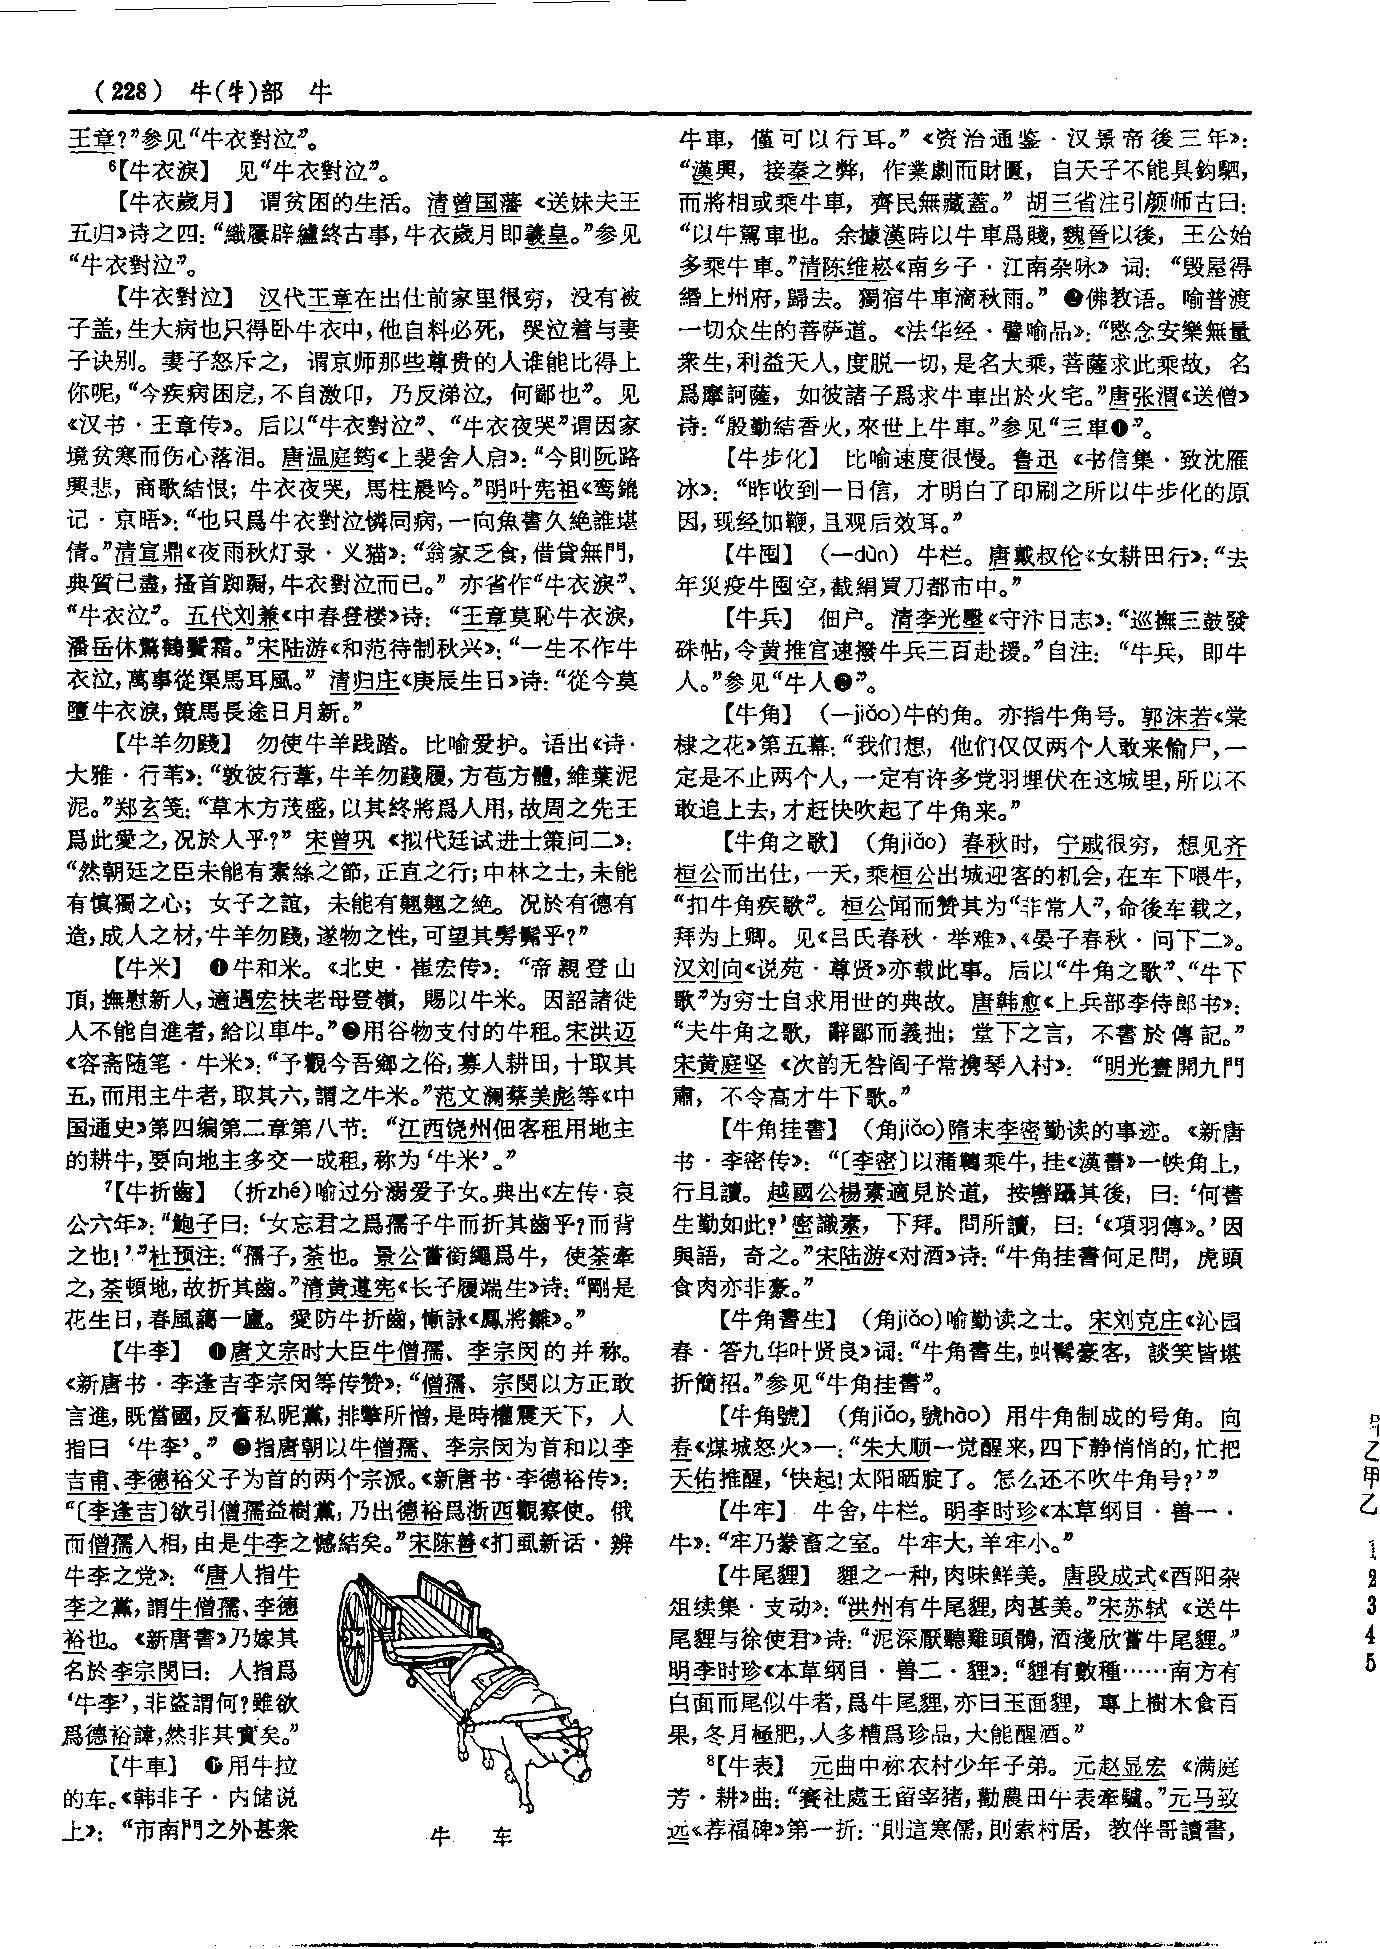 （228） 牛(牜)部 牛
王章？”参见“牛衣對泣”。
⁶【牛衣淚】 见“牛衣對泣”。
【牛衣歲月】 谓贫困的生活。清曾国藩《送妹夫王
五归》诗之四：“織屨辟纑終古事，牛衣歲月即羲皇。”参见
“牛衣對泣”。
【牛衣對泣】 汉代王章在出仕前家里很穷，没有被
子盖，生大病也只得卧牛衣中，他自料必死，哭泣着与妻
子诀别。妻子怒斥之，谓京师那些尊贵的人谁能比得上
你呢，“今疾病困戹，不自激卬，乃反涕泣，何鄙也”。见
《汉书·王章传》。后以“牛衣對泣”、“牛衣夜哭”谓因家
境贫寒而伤心落泪。唐温庭筠《上裴舍人启》：“今則阮路
興悲，商歌結恨；牛衣夜哭，馬柱晨吟。”明叶宪祖《鸾鎞
记·京晤》：“也只爲牛衣對泣憐同病，一向魚書久絶誰堪
倩。”清宣鼎《夜雨秋灯录·义猫》：“翁家乏食，借貸無門，
典質已盡，搔首踟躕，牛衣對泣而已。”亦省作“牛衣淚”、
“牛衣泣”。五代刘兼《中春登楼》诗：“王章莫恥牛衣淚，
潘岳休驚鶴鬢霜。”宋陆游《和范待制秋兴》：“一生不作牛
衣泣，萬事從渠馬耳風。”清归庄《庚辰生日》诗：“從今莫
墮牛衣淚，策馬長途日月新。”
【牛羊勿踐】 勿使牛羊践踏。比喻爱护。语出《诗·
大雅·行苇》：“敦彼行葦，牛羊勿踐履，方苞方體，維葉泥
泥。”郑玄笺：“草木方茂盛，以其終將爲人用，故周之先王
爲此愛之，况於人乎？”宋曾巩《拟代廷试进士策问二》：
“然朝廷之臣未能有素絲之節，正直之行；中林之士，未能
有慎獨之心；女子之誼，未能有翹翹之絶。况於有德有
造，成人之材，牛羊勿踐，遂物之性，可望其髣髴乎？”
【牛米】 ❶牛和米。《北史·崔宏传》：“帝親登山
頂，撫慰新人，適遇宏扶老母登嶺，賜以牛米。因詔諸徙
人不能自進者，給以車牛。”❷用谷物支付的牛租。宋洪迈
《容斋随笔·牛米》：“予觀今吾鄉之俗，募人耕田，十取其
五，而用主牛者，取其六，謂之牛米。”范文澜蔡美彪等《中
国通史》第四编第二章第八节：“江西饶州佃客租用地主
的耕牛，要向地主多交一成租，称为‘牛米’。”
⁷【牛折齒】 （折zhé）喻过分溺爱子女。典出《左传·哀
公六年》：“鮑子曰：‘女忘君之爲孺子牛而折其齒乎？而背
之也！’”杜预注：“孺子，荼也。景公嘗銜繩爲牛，使荼牽
之，荼頓地，故折其齒。”清黄遵宪《长子履端生》诗：“剛是
花生日，春風藹一廬。愛防牛折齒，慚詠《鳳將雛》。”
【牛李】 ❶唐文宗时大臣牛僧孺、李宗闵的并称。
《新唐书·李逢吉李宗闵等传赞》：“僧孺、宗閔以方正敢
言進，既當國，反奮私昵黨，排擊所憎，是時權震天下，人
指曰‘牛李’。”❷指唐朝以牛僧孺、李宗闵为首和以李
吉甫、李德裕父子为首的两个宗派。《新唐书·李德裕传》：
“〔李逢吉〕欲引僧孺益樹黨，乃出德裕爲浙西觀察使。俄
而僧孺入相，由是牛李之憾結矣。”宋陈善《扪虱新话·辨
牛李之党》：“唐人指牛
李之黨，謂牛僧孺、李德
裕也。《新唐書》乃嫁其
名於李宗閔曰：人指爲
‘牛李’，非盜謂何？雖欲
爲德裕諱，然非其實矣。”
【牛車】 ❶用牛拉
的车。《韩非子·内储说
上》：“市南門之外甚衆
牛 车
牛車，僅可以行耳。”《资治通鉴·汉景帝後三年》：
“漢興，接秦之弊，作業劇而財匱，自天子不能具鈞駟，
而將相或乘牛車，齊民無藏蓋。”胡三省注引颜师古曰：
“以牛駕車也。余據漢時以牛車爲賤，魏晉以後，王公始
多乘牛車。”清陈维崧《南乡子·江南杂咏》词：“毁屋得
緡上州府，歸去。獨宿牛車滴秋雨。”❷佛教语。喻普渡
一切众生的菩萨道。《法华经·譬喻品》：“愍念安樂無量
衆生，利益天人，度脱一切，是名大乘，菩薩求此乘故，名
爲摩訶薩，如彼諸子爲求牛車出於火宅。”唐张渭《送僧》
诗：“殷勤結香火，來世上牛車。”参见“三車❶”。
【牛步化】 比喻速度很慢。鲁迅《书信集·致沈雁
冰》：“昨收到一日信，才明白了印刷之所以牛步化的原
因，现经加鞭，且观后效耳。”
【牛囤】 （一dùn）牛栏。唐戴叔伦《女耕田行》：“去
年災疫牛囤空，截絹買刀都市中。”
【牛兵】 佃户。清李光壂《守汴日志》：“巡撫三鼓發
硃帖，令黄推官速撥牛兵三百赴援。”自注：“牛兵，即牛
人。”参见“牛人❷”。
【牛角】 （一jiǎo）牛的角。亦指牛角号。郭沫若《棠
棣之花》第五幕：“我们想，他们仅仅两个人敢来偷尸，一
定是不止两个人，一定有许多党羽埋伏在这城里，所以不
敢追上去，才赶快吹起了牛角来。”
【牛角之歌】 （角jiǎo）春秋时，宁戚很穷，想见齐
桓公而出仕，一天，乘桓公出城迎客的机会，在车下喂牛，
“扣牛角疾歌”。桓公闻而赞其为“非常人”，命後车载之，
拜为上卿。见《吕氏春秋·举难》、《晏子春秋·问下二》。
汉刘向《说苑·尊贤》亦载此事。后以“牛角之歌”、“牛下
歌”为穷士自求用世的典故。唐韩愈《上兵部李侍郎书》：
“夫牛角之歌，辭鄙而義拙；堂下之言，不書於傳記。”
宋黄庭坚《次韵无咎阎子常携琴入村》：“明光晝開九門
肅，不令高才牛下歌。”
【牛角挂書】 （角jiǎo）隋末李密勤读的事迹。《新唐
书·李密传》：“〔李密〕以蒲韉乘牛，挂《漢書》一帙角上，
行且讀。越國公楊素適見於道，按轡躡其後，曰：‘何書
生勤如此？’密識素，下拜。問所讀，曰：‘《項羽傳》。’因
與語，奇之。”宋陆游《对酒》诗：“牛角挂書何足問，虎頭
食肉亦非豪。”
【牛角書生】 （角jiǎo）喻勤读之士。宋刘克庄《沁园
春·答九华叶贤良》词：“牛角書生，虬髯豪客，談笑皆堪
折簡招。”参见“牛角挂書”。
【牛角號】 （角jiǎo，號hào）用牛角制成的号角。向
春《煤城怒火》一：“朱大顺一觉醒来，四下静悄悄的，忙把
天佑推醒，‘快起！太阳晒腚了。怎么还不吹牛角号？’”
【牛牢】 牛舍，牛栏。明李时珍《本草纲目·兽一·
牛》：“牢乃豢畜之室。牛牢大，羊牢小。”
【牛尾貍】 貍之一种，肉味鲜美。唐段成式《酉阳杂
俎续集·支动》：“洪州有牛尾貍，肉甚美。”宋苏轼《送牛
尾貍与徐使君》诗：“泥深厭聽雞頭鶻，酒淺欣嘗牛尾貍。”
明李时珍《本草纲目·兽二·貍》：“貍有數種……南方有
白面而尾似牛者，爲牛尾貍，亦曰玉面貍，專上樹木食百
果，冬月極肥，人多糟爲珍品，大能醒酒。”
⁸【牛表】 元曲中称农村少年子弟。元赵显宏《满庭
芳·耕》曲：“賽社處王留宰猪，勸農田牛表牽驢。”元马致
远《荐福碑》第一折：“則這寒儒，則索村居，教伴哥讀書，
乙甲乙
1 2 3 4 5